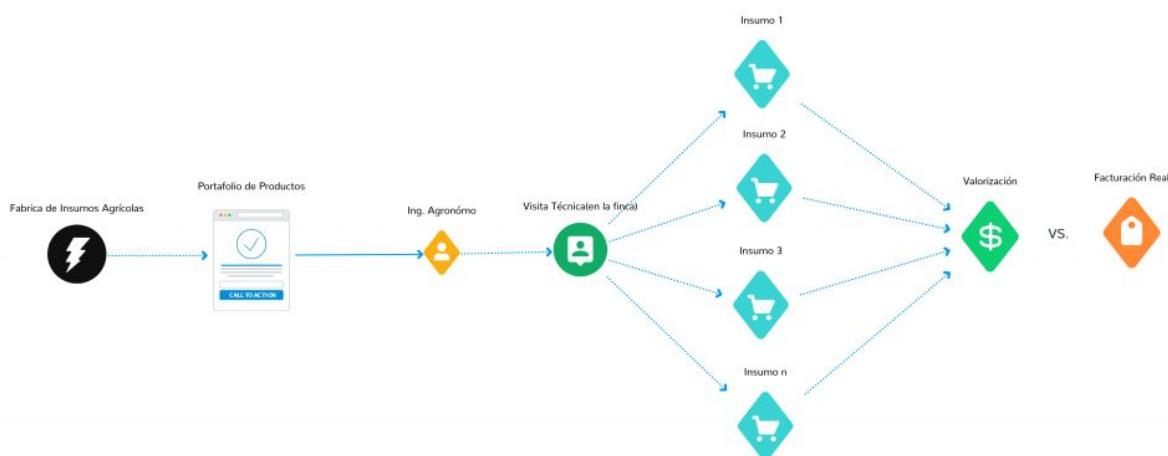 Insumo 1
Insumo 2
Portafolio de Productos
Valorización
Facturación Real
Fabrica de Insumos Agrícolas
Ing. Agronómo
Visita Técnica(en la finca)
$
VS.
Insumo 3
CALL TO ACTION
Insumo n